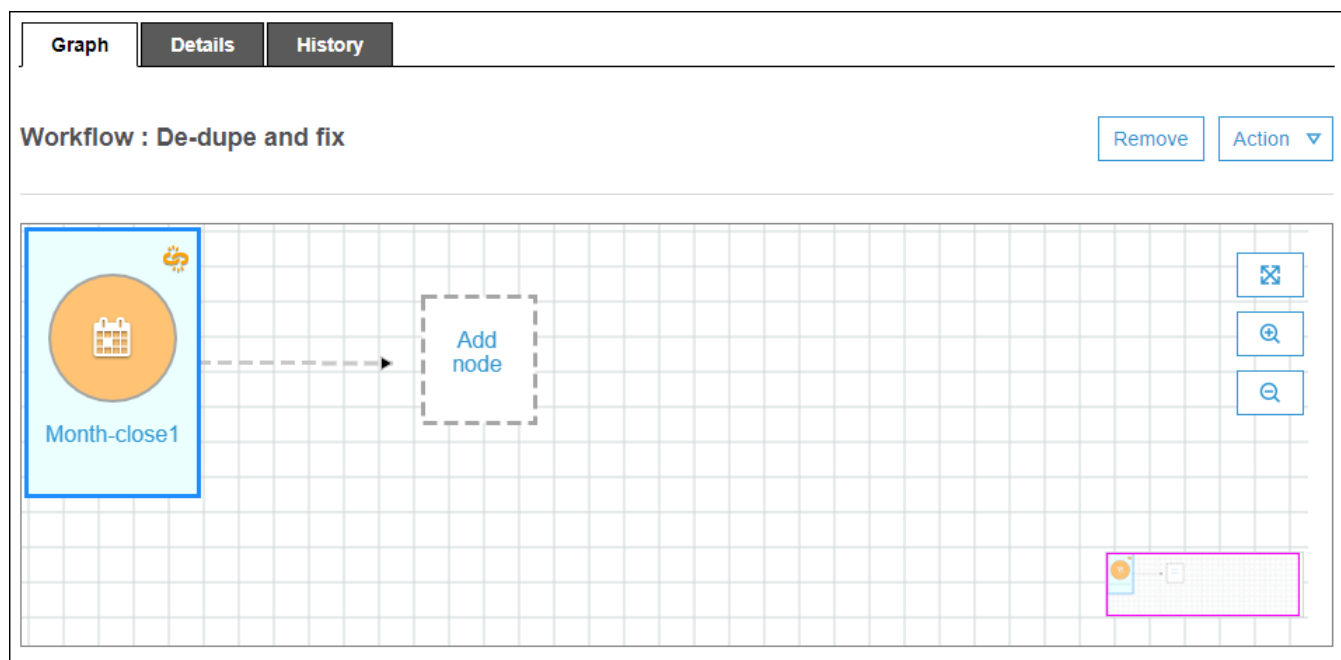 Graph Details History
Workflow : De-dupe and fix
Remove Action
Add
node
Month-close1